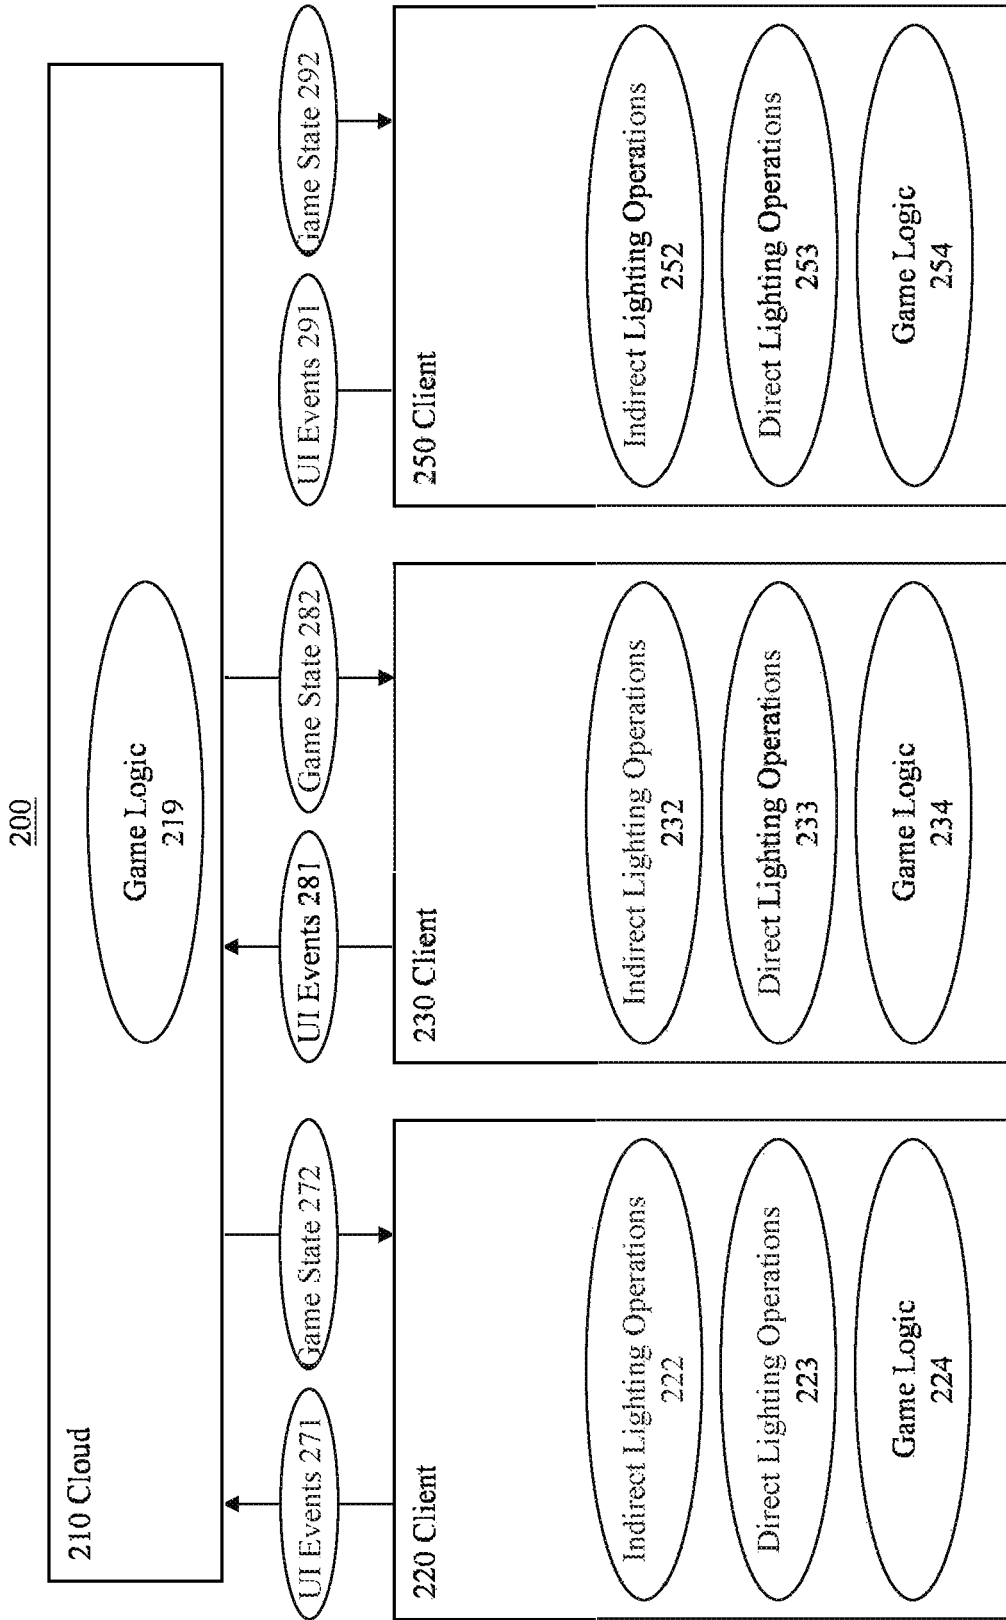 200
210 Cloud
Game Logic
219
UI Events 271
Game State 272
UI Events 281
Game State 282
UI Events 291
Game State 292
220 Client
Indirect Lighting Operations
222
Direct Lighting Operations
223
Game Logic
224
230 Client
Indirect Lighting Operations
232
Direct Lighting Operations
233
Game Logic
234
250 Client
Indirect Lighting Operations
252
Direct Lighting Operations
253
Game Logic
254